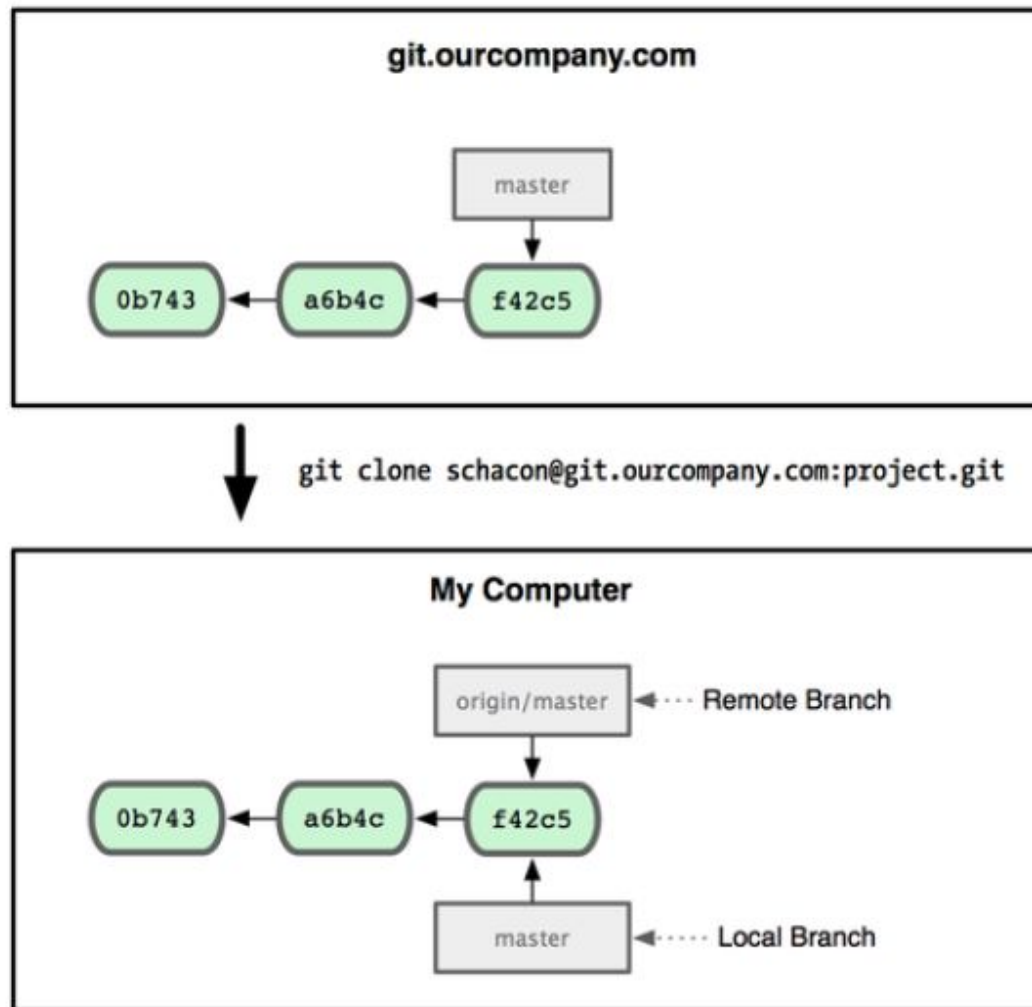 git.ourcompany.com
master
0b743 a6b4c f42c5
git clone schacon@git.ourcompany.com:project.git
My Computer
origin/master Remote Branch
0b743 a6b4c f42c5
master Local Branch